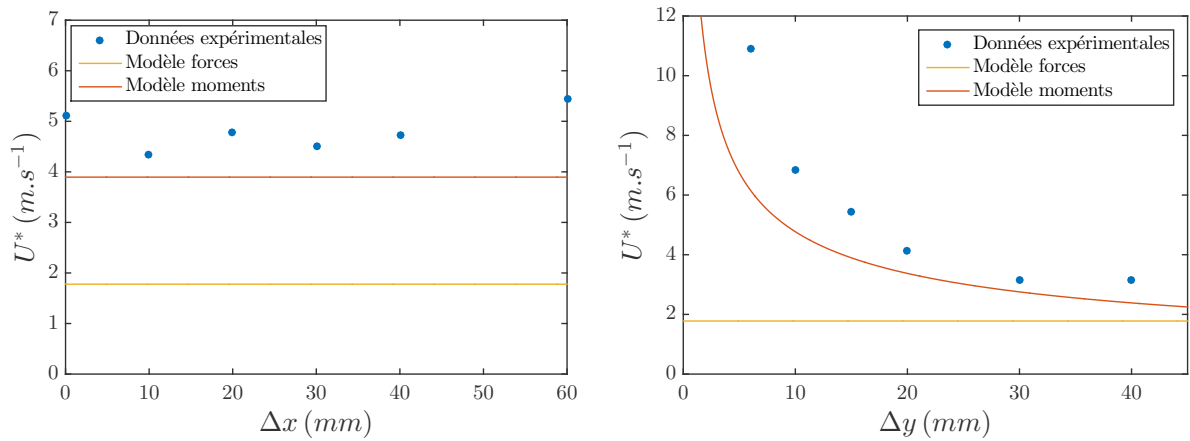 7
6
5
4
3
2
1
0
U* (m.s⁻¹)
Données expérimentales
Modèle forces
Modèle moments
0 10 20 30 40 50 60
Δx (mm)
12
10
8
6
4
2
0
U* (m.s⁻¹)
Données expérimentales
Modèle forces
Modèle moments
0 10 20 30 40
Δy (mm)